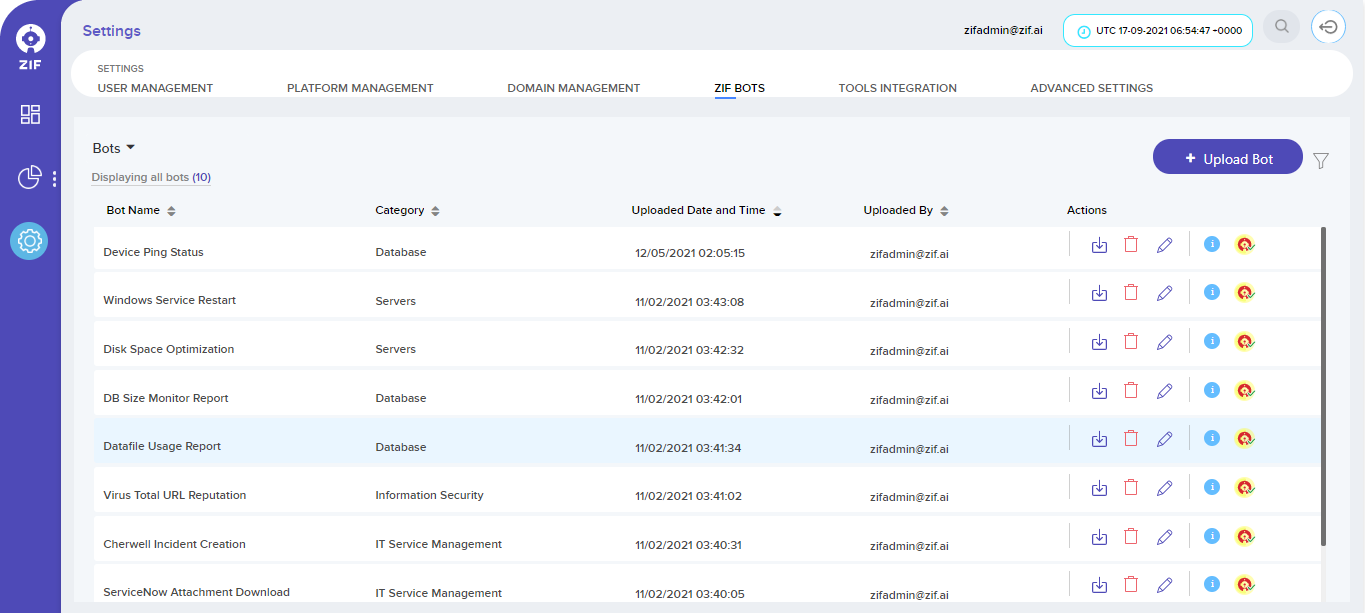 Settings
zifadmin@zif.ai
UTC 17-09-2021 06:54:47 +0000
ZIF
SETTINGS
USER MANAGEMENT PLATFORM MANAGEMENT DOMAIN MANAGEMENT ZIF BOTS TOOLS INTEGRATION ADVANCED SETTINGS
Bots
+ Upload Bot
Displaying all bots (10)
Bot Name Category Uploaded Date and Time Uploaded By Actions
Device Ping Status Database 12/05/2021 02:05:15 zifadmin@zif.ai
Windows Service Restart Servers 11/02/2021 03:43:08 zifadmin@zif.ai
Disk Space Optimization Servers 11/02/2021 03:42:32 zifadmin@zif.ai
DB Size Monitor Report Database 11/02/2021 03:42:01 zifadmin@zif.ai
Datafile Usage Report Database 11/02/2021 03:41:34 zifadmin@zif.ai
Virus Total URL Reputation Information Security 11/02/2021 03:41:02 zifadmin@zif.ai
Cherwell Incident Creation IT Service Management 11/02/2021 03:40:31 zifadmin@zif.ai
ServiceNow Attachment Download IT Service Management 11/02/2021 03:40:05 zifadmin@zif.ai